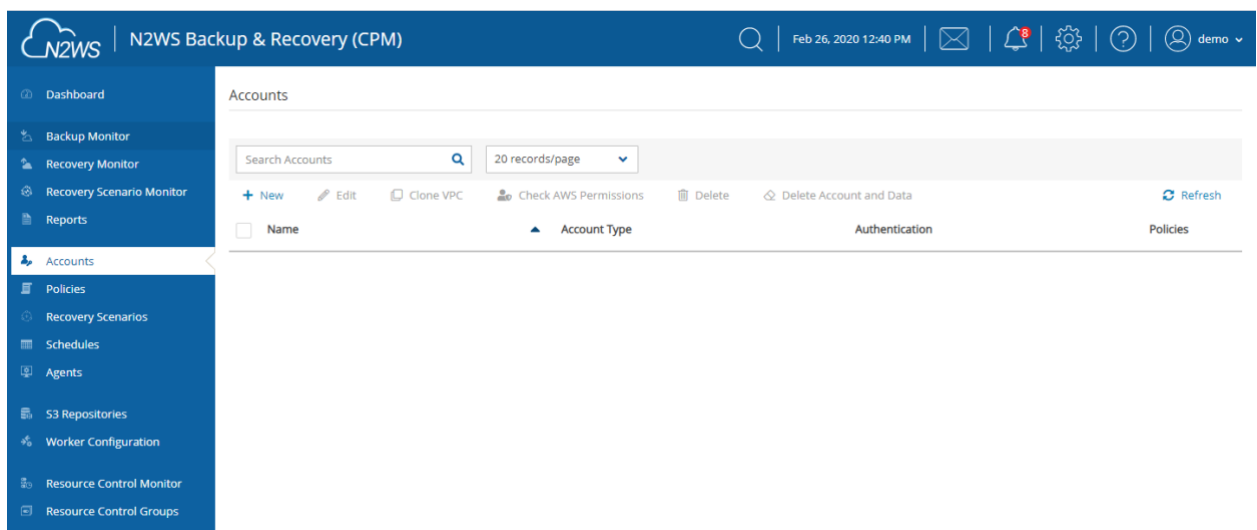 N2WS N2WS Backup & Recovery (CPM) Feb 26, 2020 12:40 PM 8 ? demo
Dashboard
Backup Monitor
Recovery Monitor
Recovery Scenario Monitor
Reports
Accounts
Policies
Recovery Scenarios
Schedules
Agents
S3 Repositories
Worker Configuration
Resource Control Monitor
Resource Control Groups
Accounts
Search Accounts 20 records/page
+ New Edit Clone VPC Check AWS Permissions Delete Delete Account and Data Refresh
Name Account Type Authentication Policies